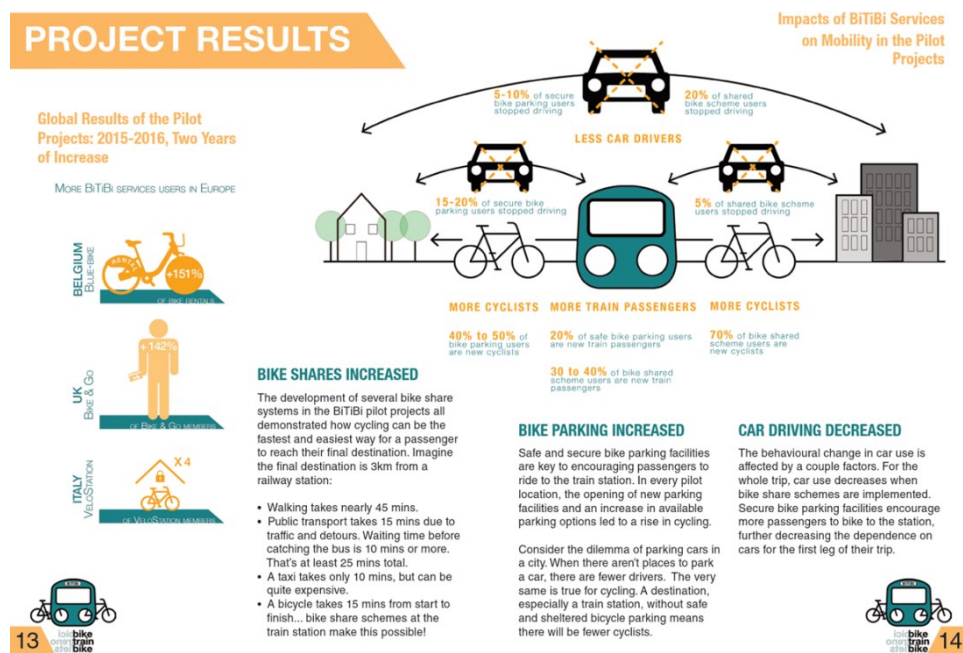 PROJECT RESULTS
Global Results of the Pilot
Projects: 2015-2016, Two Years
of Increase
MORE BITIBI SERVICES USERS IN EUROPE
BELGIUM
BLUE-BIKE
RENTAL
+151%
OF BIKE RENTALS
UK
BIKE & GO
+142%
OF BIKE & GO MEMBERS
ITALY
VELOSTATION
X4
OF VELOSTATION MEMBERS
BIKE SHARES INCREASED
The development of several bike share
systems in the BiTiBi pilot projects all
demonstrated how cycling can be the
fastest and easiest way for a passenger
to reach their final destination. Imagine
the final destination is 3km from a
railway station:
• Walking takes nearly 45 mins.
• Public transport takes 15 mins due to
traffic and detours. Waiting time before
catching the bus is 10 mins or more.
That's at least 25 mins total.
• A taxi takes only 10 mins, but can be
quite expensive.
• A bicycle takes 15 mins from start to
finish... bike share schemes at the
train station make this possible!
bike
train
bike
13
Impacts of BiTiBi Services
on Mobility in the Pilot
Projects
5-10% of secure
bike parking users
stopped driving
20% of shared
bike scheme users
stopped driving
LESS CAR DRIVERS
15-20% of secure bike
parking users stopped driving
5% of shared bike scheme
users stopped driving
MORE CYCLISTS
40% to 50% of
bike parking users
are new cyclists
MORE TRAIN PASSENGERS
20% of safe bike parking users
are new train passengers
30 to 40% of bike shared
scheme users are new train
passengers
MORE CYCLISTS
70% of bike shared
scheme users are
new cyclists
BIKE PARKING INCREASED
Safe and secure bike parking facilities
are key to encouraging passengers to
ride to the train station. In every pilot
location, the opening of new parking
facilities and an increase in available
parking options led to a rise in cycling.
Consider the dilemma of parking cars in
a city. When there aren't places to park
a car, there are fewer drivers. The very
same is true for cycling. A destination,
especially a train station, without safe
and sheltered bicycle parking means
there will be fewer cyclists.
CAR DRIVING DECREASED
The behavioural change in car use is
affected by a couple factors. For the
whole trip, car use decreases when
bike share schemes are implemented.
Secure bike parking facilities encourage
more passengers to bike to the station,
further decreasing the dependence on
cars for the first leg of their trip.
bike
train
bike
14